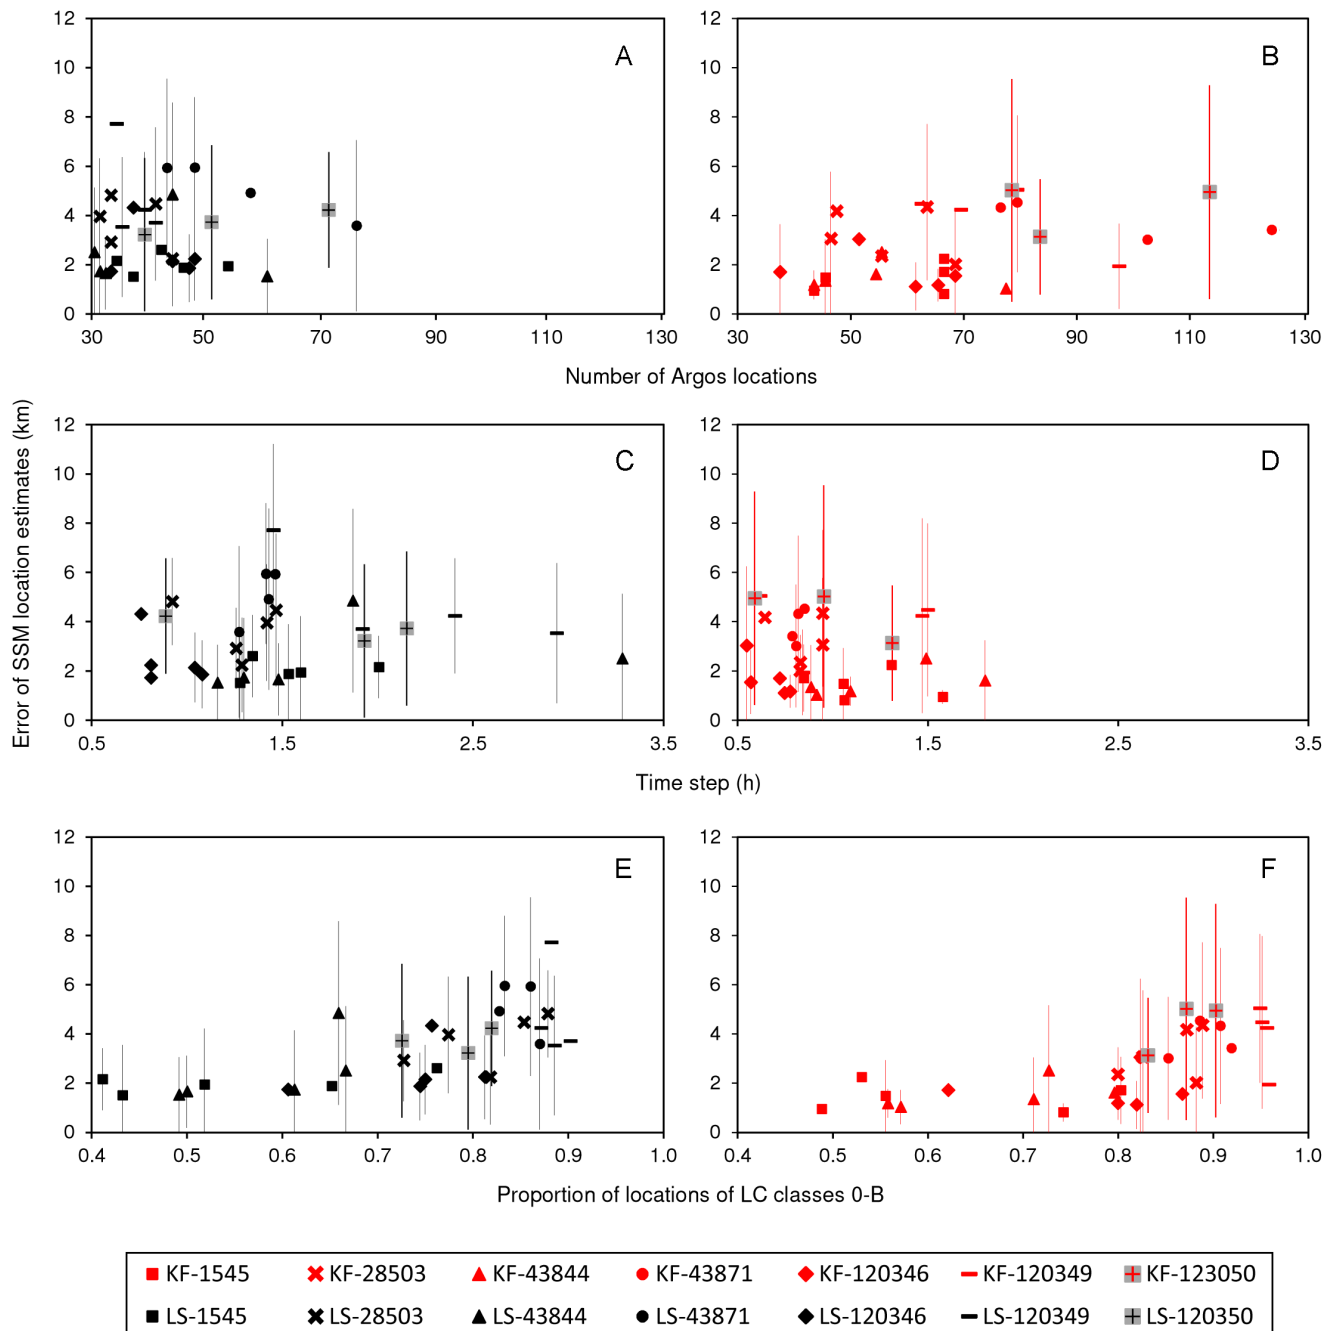 12
10
8
6
4
2
0
A
30 50 70 90 110 130
12
10
8
6
4
2
0
B
30 50 70 90 110 130
Number of Argos locations
Error of SSM location estimates (km)
12
10
8
6
4
2
0
C
0.5 1.5 2.5 3.5
12
10
8
6
4
2
0
D
0.5 1.5 2.5 3.5
Time step (h)
12
10
8
6
4
2
0
E
0.4 0.5 0.6 0.7 0.8 0.9 1.0
12
10
8
6
4
2
0
F
0.4 0.5 0.6 0.7 0.8 0.9 1.0
Proportion of locations of LC classes 0-B
KF-1545 KF-28503 KF-43844 KF-43871 KF-120346 KF-120349 KF-123050
LS-1545 LS-28503 LS-43844 LS-43871 LS-120346 LS-120349 LS-120350